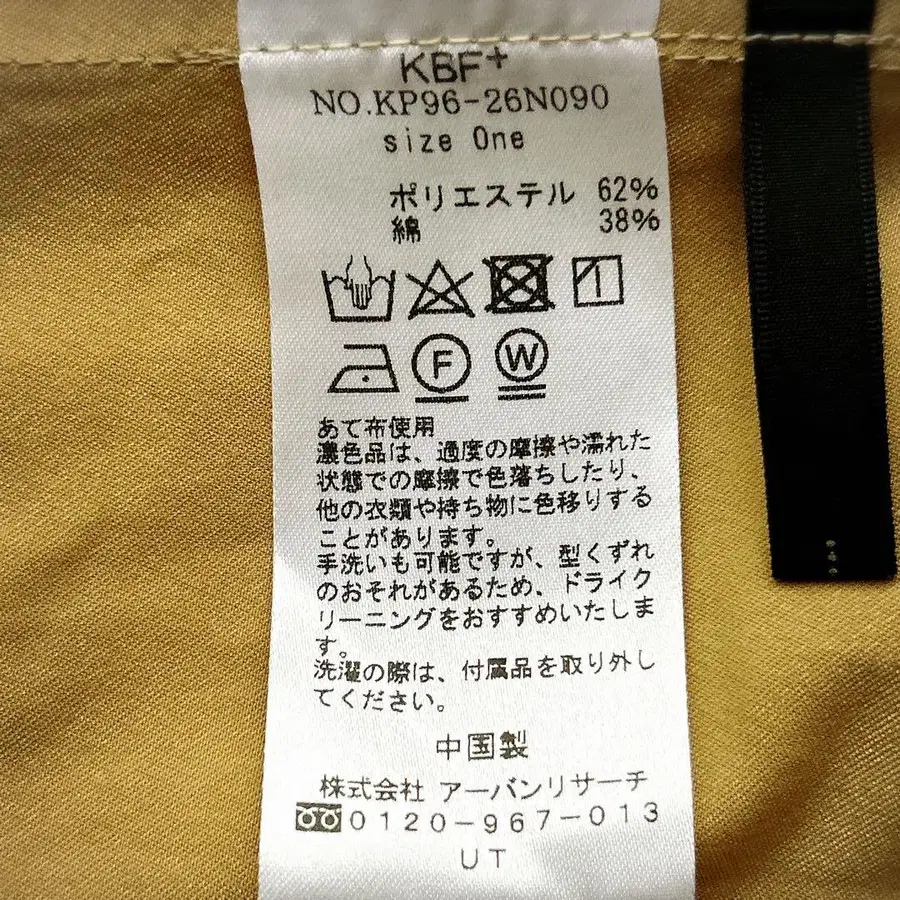 KBF+
NO.KP96-26N090
size One
ポリエステル 62%
綿 38%
F W
あて布使用
濃色品は、過度の摩擦や濡れた
状態での摩擦で色落ちしたり、
他の衣類や持ち物に色移りする
ことがあります。
手洗いも可能ですが、型くずれ
のおそれがあるため、ドライク
リーニングをおすすめいたしま
す。
洗濯の際は、付属品を取り外し
てください。
中国製
株式会社 アーバンリサーチ
0120-967-013
UT